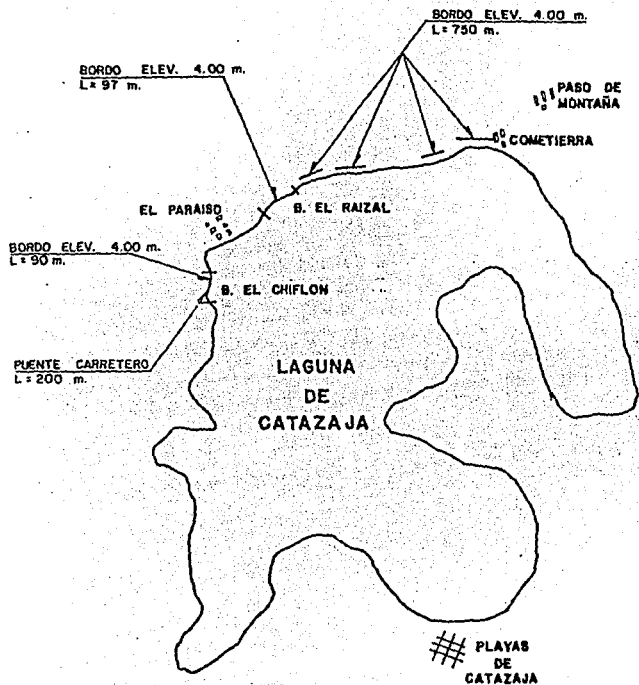 BORDO ELEV. 4.00 m.
L = 750 m.
BORDO ELEV. 4.00 m.
L = 97 m.
PASO DE
MONTAÑA
COMETIERRA
EL PARAISO
B. EL RAIZAL
BORDO ELEV. 4.00 m.
L = 90 m.
B. EL CHIFLON
PUENTE CARRETERO
L = 200 m.
LAGUNA
DE
CATAZAJA
PLAYAS
DE
CATAZAJA